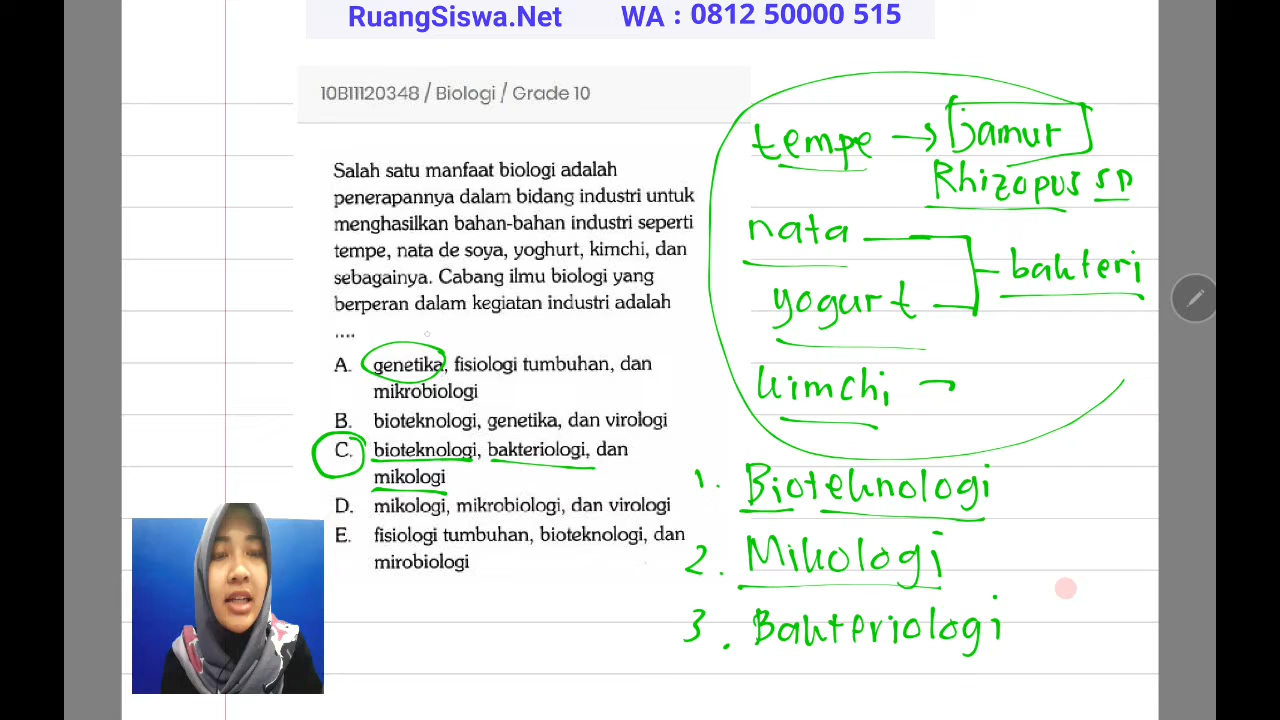 RuangSiswa.Net WA : 0812 50000 515
10B11120348 / Biologi / Grade 10
Salah satu manfaat biologi adalah
penerapannya dalam bidang industri untuk
menghasilkan bahan-bahan industri seperti
tempe, nata de soya, yoghurt, kimchi, dan
sebagainya. Cabang ilmu biologi yang
berperan dalam kegiatan industri adalah
....
A. genetika, fisiologi tumbuhan, dan
mikrobiologi
B. bioteknologi, genetika, dan virologi
C. bioteknologi, bakteriologi, dan
mikologi
D. mikologi, mikrobiologi, dan virologi
E. fisiologi tumbuhan, bioteknologi, dan
mirobiologi
tempe → Jamur
Rhizopus sp
nata
bakteri
yogurt
kimchi
1. Bioteknologi
2. Mikologi
3. Bakteriologi